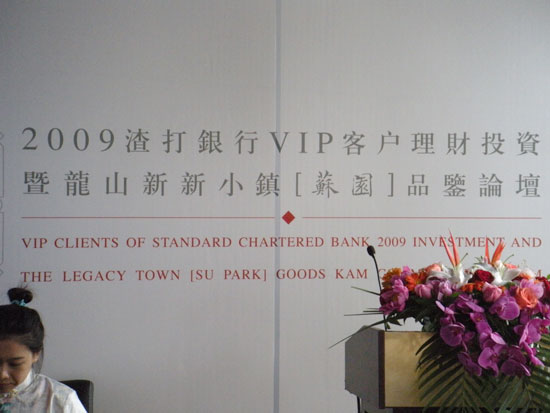 2009渣打銀行VIP客户理財投資
暨龍山新新小鎮[蘇園]品鑒論壇
VIP CLIENTS OF STANDARD CHARTERED BANK 2009 INVESTMENT AND
THE LEGACY TOWN [SU PARK] GOODS KAM